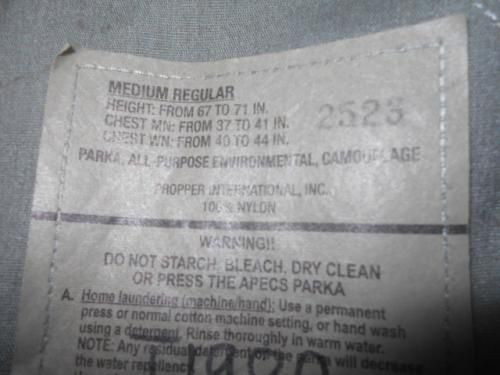 MEDIUM REGULAR
HEIGHT: FROM 67 TO 71 IN.
CHEST MN: FROM 37 TO 41 IN. 2523
CHEST WN: FROM 40 TO 44 IN.
PARKA, ALL-PURPOSE ENVIRONMENTAL, CAMOUFLAGE
PROPPER INTERNATIONAL, INC.
100% NYLON
WARNING!!
DO NOT STARCH, BLEACH, DRY CLEAN
OR PRESS THE APECS PARKA
A. Home laundering (machine/hand): Use a permanent
press or normal cotton machine setting, or hand wash
using a detergent. Rinse thoroughly in warm water.
NOTE: Any residual detergent on the parka will decrease
the water repellency.